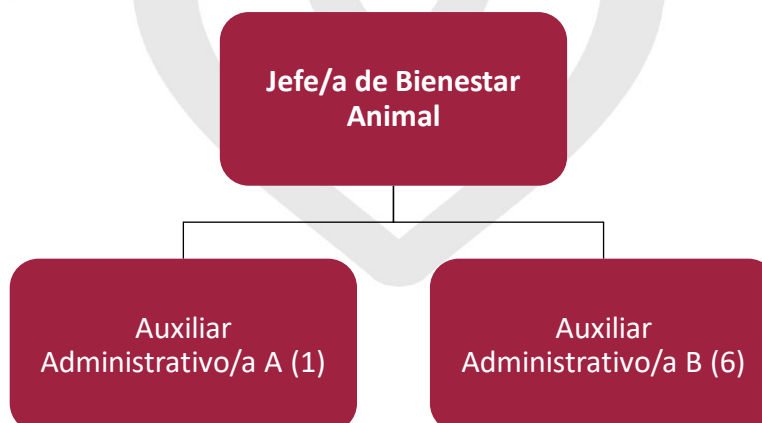 Jefe/a de Bienestar
Animal
Auxiliar
Administrativo/a A (1)
Auxiliar
Administrativo/a B (6)